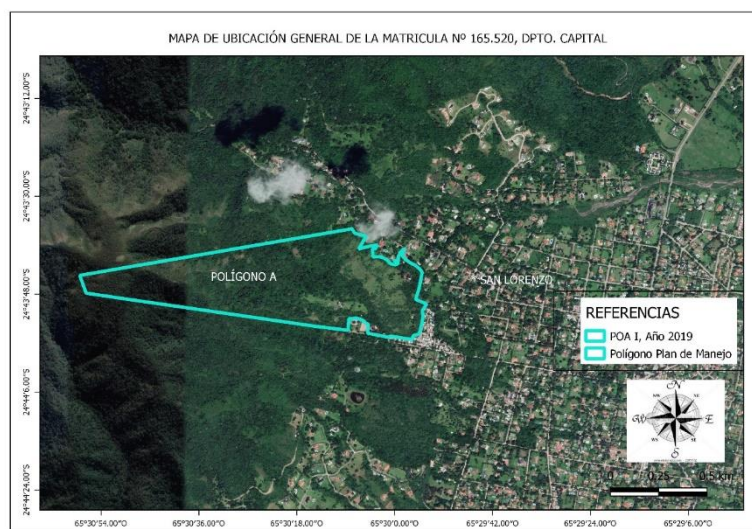 MAPA DE UBICACIÓN GENERAL DE LA MATRICULA Nº 165.520, DPTO. CAPITAL
24°43'12.00"S
24°43'30.00"S
24°43'48.00"S
24°44'6.00"S
24°44'24.00"S
POLÍGONO A
SAN LORENZO
REFERENCIAS
POA I, Año 2019
Polígono Plan de Manejo
N
E
S
0 0.25 0.5 km
65°30'54.00"O 65°30'36.00"O 65°30'18.00"O 65°30'0.00"O 65°29'42.00"O 65°29'24.00"O 65°29'6.00"O